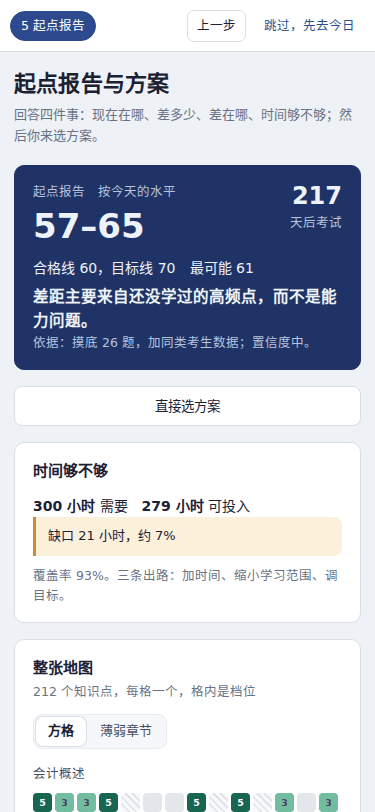 5 起点报告
上一步
跳过，先去今日
起点报告与方案
回答四件事：现在在哪、差多少、差在哪、时间够不够；然
后你来选方案。
起点报告 按今天的水平
217
天后考试
57–65
合格线 60，目标线 70 最可能 61
差距主要来自还没学过的高频点，而不是能
力问题。
依据：摸底 26 题，加同类考生数据；置信度中。
直接选方案
时间够不够
300 小时 需要 279 小时 可投入
缺口 21 小时，约 7%
覆盖率 93%。三条出路：加时间、缩小学习范围、调
目标。
整张地图
212 个知识点，每格一个，格内是档位
方格 薄弱章节
会计概述
5 3 3 5 5 5 3 3